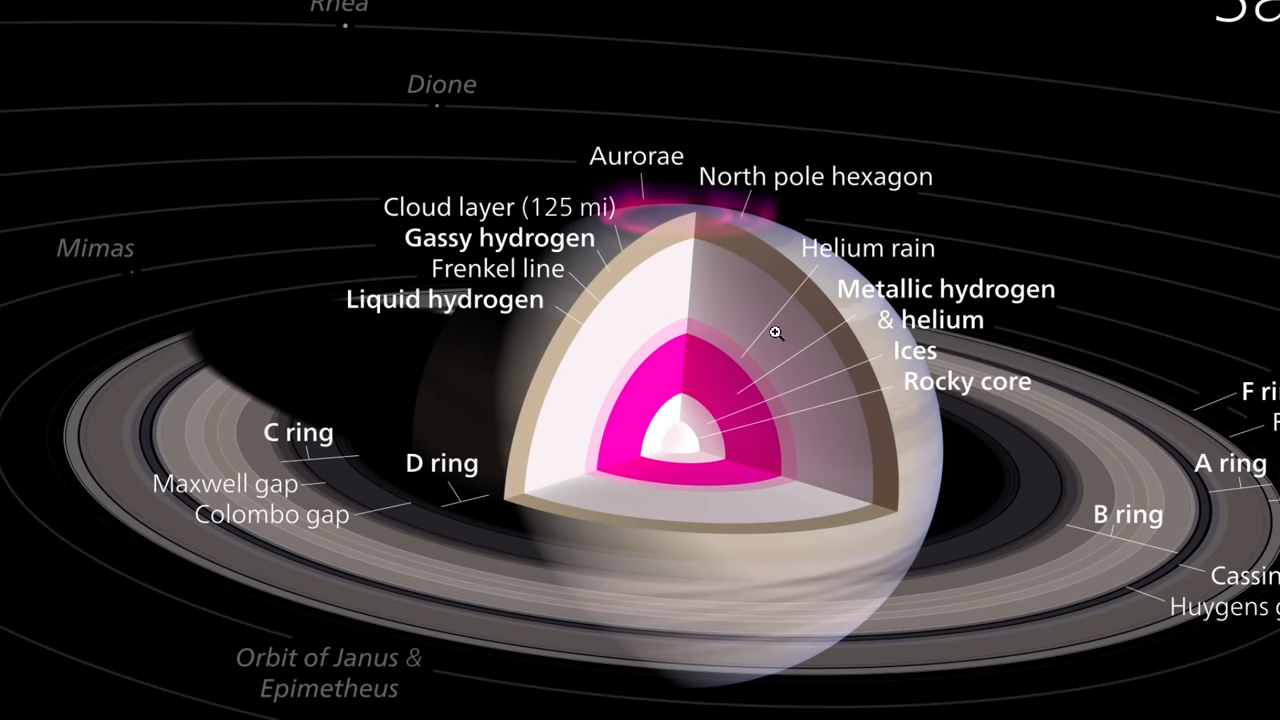 Rhea
Dione
Aurorae
North pole hexagon
Cloud layer (125 mi)
Gassy hydrogen
Frenkel line
Liquid hydrogen
Mimas
Helium rain
Metallic hydrogen
& helium
Ices
Rocky core
C ring
D ring
Maxwell gap
Colombo gap
A ring
B ring
Huygens
Orbit of Janus &
Epimetheus